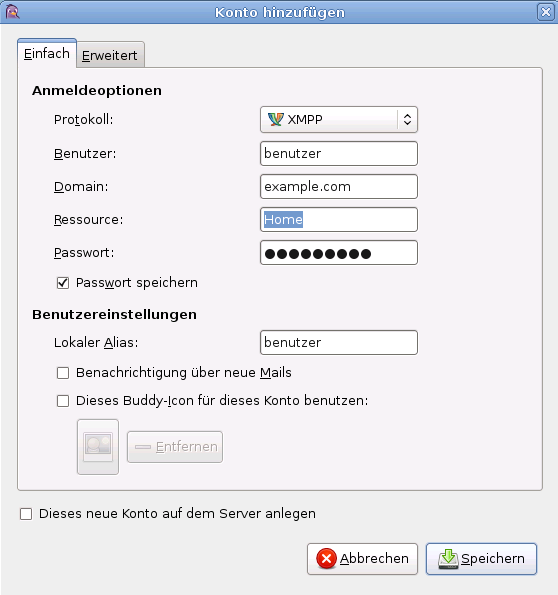 Konto hinzufügen
Einfach Erweitert
Anmeldeoptionen
Protokoll: XMPP
Benutzer: benutzer
Domain: example.com
Ressource: Home
Passwort: ●●●●●●●●●
Passwort speichern
Benutzereinstellungen
Lokaler Alias: benutzer
Benachrichtigung über neue Mails
Dieses Buddy-Icon für dieses Konto benutzen:
Entfernen
Dieses neue Konto auf dem Server anlegen
Abbrechen Speichern